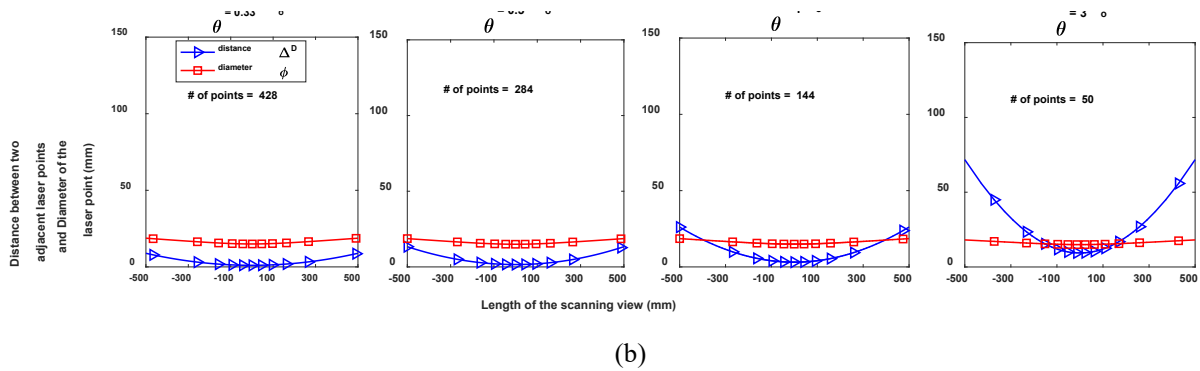 θ = 0.33 o
θ o
θ o
θ = 3 o
150
100
50
0
-500 -300 -100 100 300 500
distance Δ D
diameter ϕ
# of points = 428
150
100
50
0
-500 -300 -100 100 300 500
# of points = 284
150
100
50
0
-500 -300 -100 100 300 500
# of points = 144
150
100
50
0
-500 -300 -100 100 300 500
# of points = 50
Distance between two
adjacent laser points
and Diameter of the
laser point (mm)
Length of the scanning view (mm)
(b)